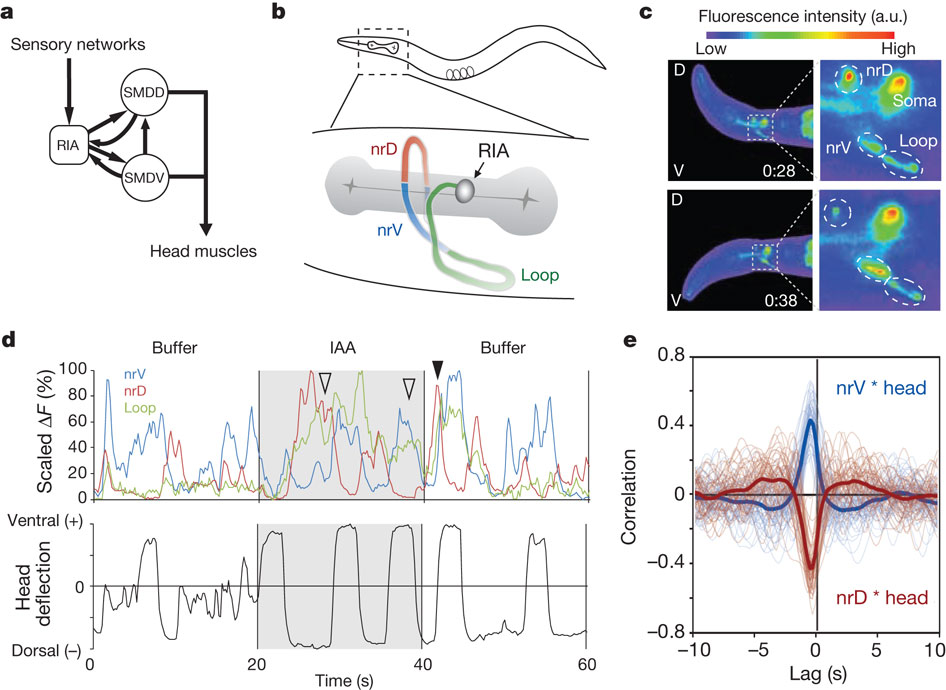 a
Sensory networks
SMDD
RIA
SMDV
Head muscles
b
nrD
RIA
nrV
Loop
c
Fluorescence intensity (a.u.)
Low
High
D
nrD
Soma
nrV
Loop
V
0:28
D
V
0:38
d
Buffer
IAA
Buffer
Scaled ΔF (%)
100
80
60
40
20
0
nrV
nrD
Loop
Ventral (+)
0
Dorsal (–)
Head
deflection
0
20
40
60
Time (s)
e
0.8
0.4
0
−0.4
−0.8
Correlation
nrV * head
nrD * head
−10
−5
0
5
10
Lag (s)